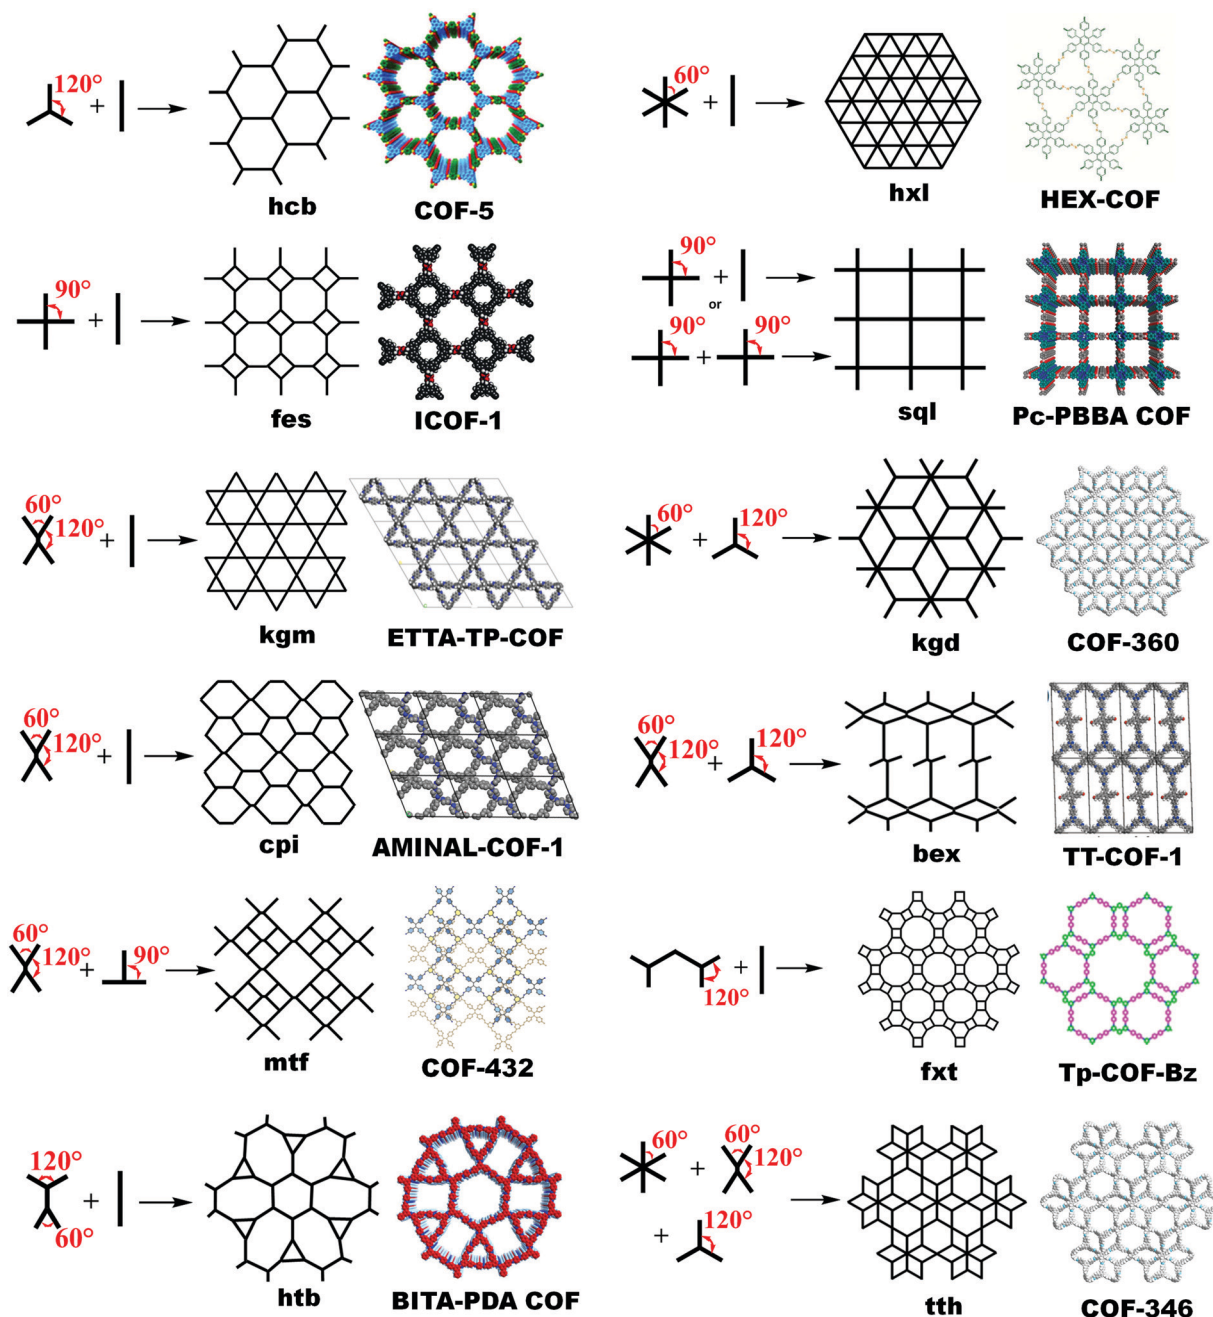 120°
+
hcb
COF-5
60°
+
hxl
HEX-COF
90°
+
fes
ICOF-1
90°
+
or
90°
+
90°
sql
Pc-PBBA COF
60°
120°
+
kgm
ETTA-TP-COF
60°
+
120°
kgd
COF-360
60°
120°
+
cpi
AMINAL-COF-1
60°
120°
+
120°
bex
TT-COF-1
60°
120°
+
90°
mtf
COF-432
120°
+
fxt
Tp-COF-Bz
120°
60°
+
htb
BITA-PDA COF
60°
+
60°
120°
+
120°
tth
COF-346